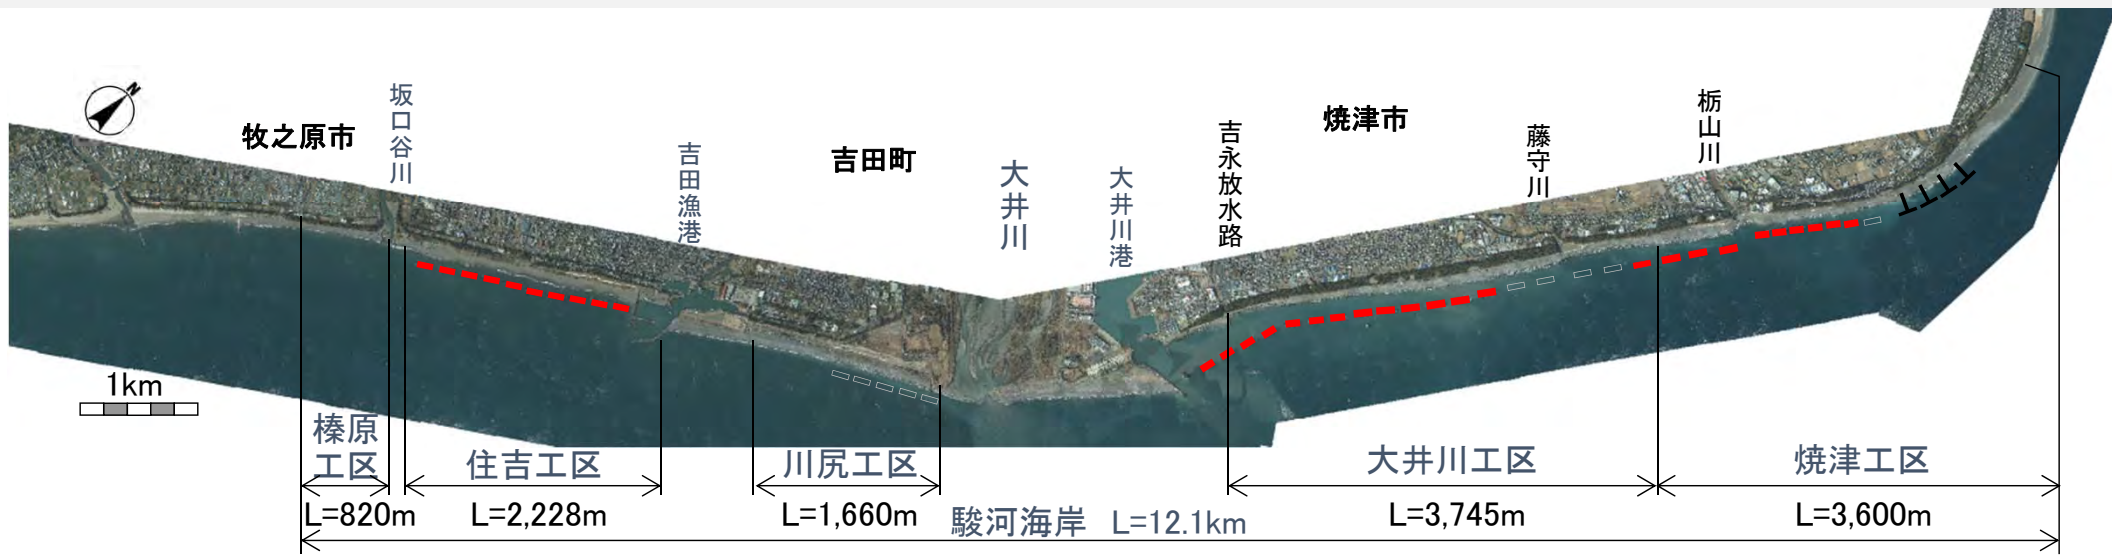 N
坂口谷川
牧之原市
吉田漁港
吉田町
大井川
大井川港
吉永放水路
焼津市
藤守川
栃山川
1km
榛原
工区
住吉工区
川尻工区
大井川工区
焼津工区
L=820m
L=2,228m
L=1,660m
L=3,745m
L=3,600m
駿河海岸 L=12.1km